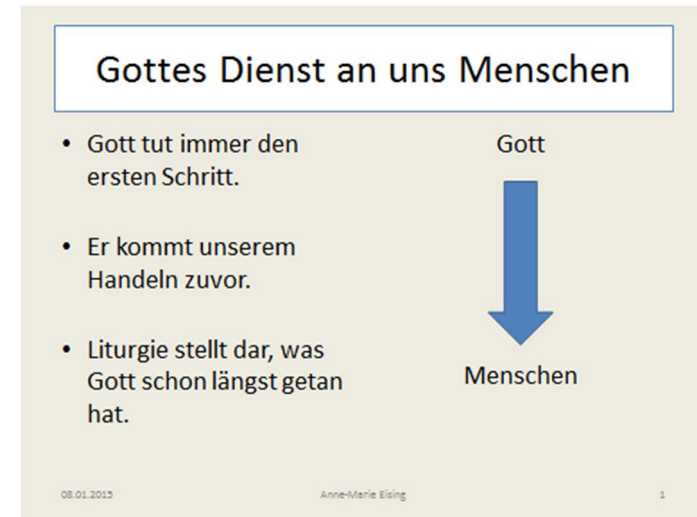 Gottes Dienst an uns Menschen
• Gott tut immer den
ersten Schritt.
• Er kommt unserem
Handeln zuvor.
• Liturgie stellt dar, was
Gott schon längst getan
hat.
Gott
Menschen
08.01.2015
Anne-Marie Eising
1